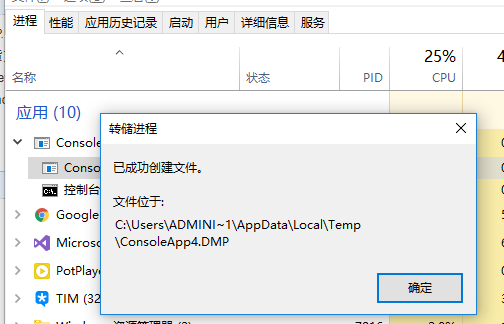 进程 性能 应用历史记录 启动 用户 详细信息 服务
25%
名称 状态 PID CPU
应用 (10)
Console
Conso
控制台
Google
Microso
PotPlaye
TIM (32
转储进程
已成功创建文件。
文件位于:
C:\Users\ADMINI~1\AppData\Local\Temp
\ConsoleApp4.DMP
确定